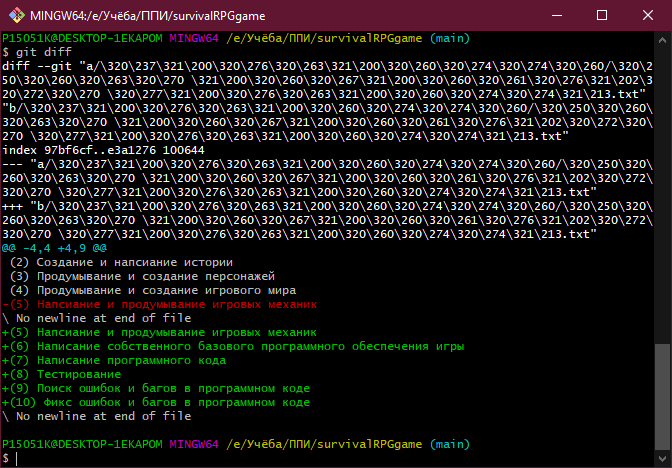 MINGW64:/e/Учёба/ППИ/survivalRPGgame
P15O51K@DESKTOP-1EKAPOM MINGW64 /e/Учёба/ППИ/survivalRPGgame (main)
$ git diff
diff --git "a/\320\237\321\200\320\276\320\263\321\200\320\260\320\274\320\274\320\260/\320\2
50\320\260\320\263\320\270 \321\200\320\260\320\267\321\200\320\260\320\261\320\276\321\202\3
20\272\320\270 \320\277\321\200\320\276\320\263\321\200\320\260\320\274\320\274\321\213.txt"
"b/\320\237\321\200\320\276\320\263\321\200\320\260\320\274\320\274\320\260/\320\250\320\260\
320\263\320\270 \321\200\320\260\320\267\321\200\320\260\320\261\320\276\321\202\320\272\320\
270 \320\277\321\200\320\276\320\263\321\200\320\260\320\274\320\274\321\213.txt"
index 97bf6cf..e3a1276 100644
--- "a/\320\237\321\200\320\276\320\263\321\200\320\260\320\274\320\274\320\260/\320\250\320\
260\320\263\320\270 \321\200\320\260\320\267\321\200\320\260\320\261\320\276\321\202\320\272\
320\270 \320\277\321\200\320\276\320\263\321\200\320\260\320\274\320\274\321\213.txt"
+++ "b/\320\237\321\200\320\276\320\263\321\200\320\260\320\274\320\274\320\260/\320\250\320\
260\320\263\320\270 \321\200\320\260\320\267\321\200\320\260\320\261\320\276\321\202\320\272\
320\270 \320\277\321\200\320\276\320\263\321\200\320\260\320\274\320\274\321\213.txt"
@@ -4,4 +4,9 @@
(2) Создание и напсиание истории
(3) Продумывание и создание персонажей
(4) Продумывание и создание игрового мира
-(5) Напсиание и продумывание игровых механик
\ No newline at end of file
+(5) Напсиание и продумывание игровых механик
+(6) Написание собственного базового программного обеспечения игры
+(7) Написание программного кода
+(8) Тестирование
+(9) Поиск ошибок и багов в программном коде
+(10) Фикс ошибок и багов в программном коде
\ No newline at end of file
P15O51K@DESKTOP-1EKAPOM MINGW64 /e/Учёба/ППИ/survivalRPGgame (main)
$